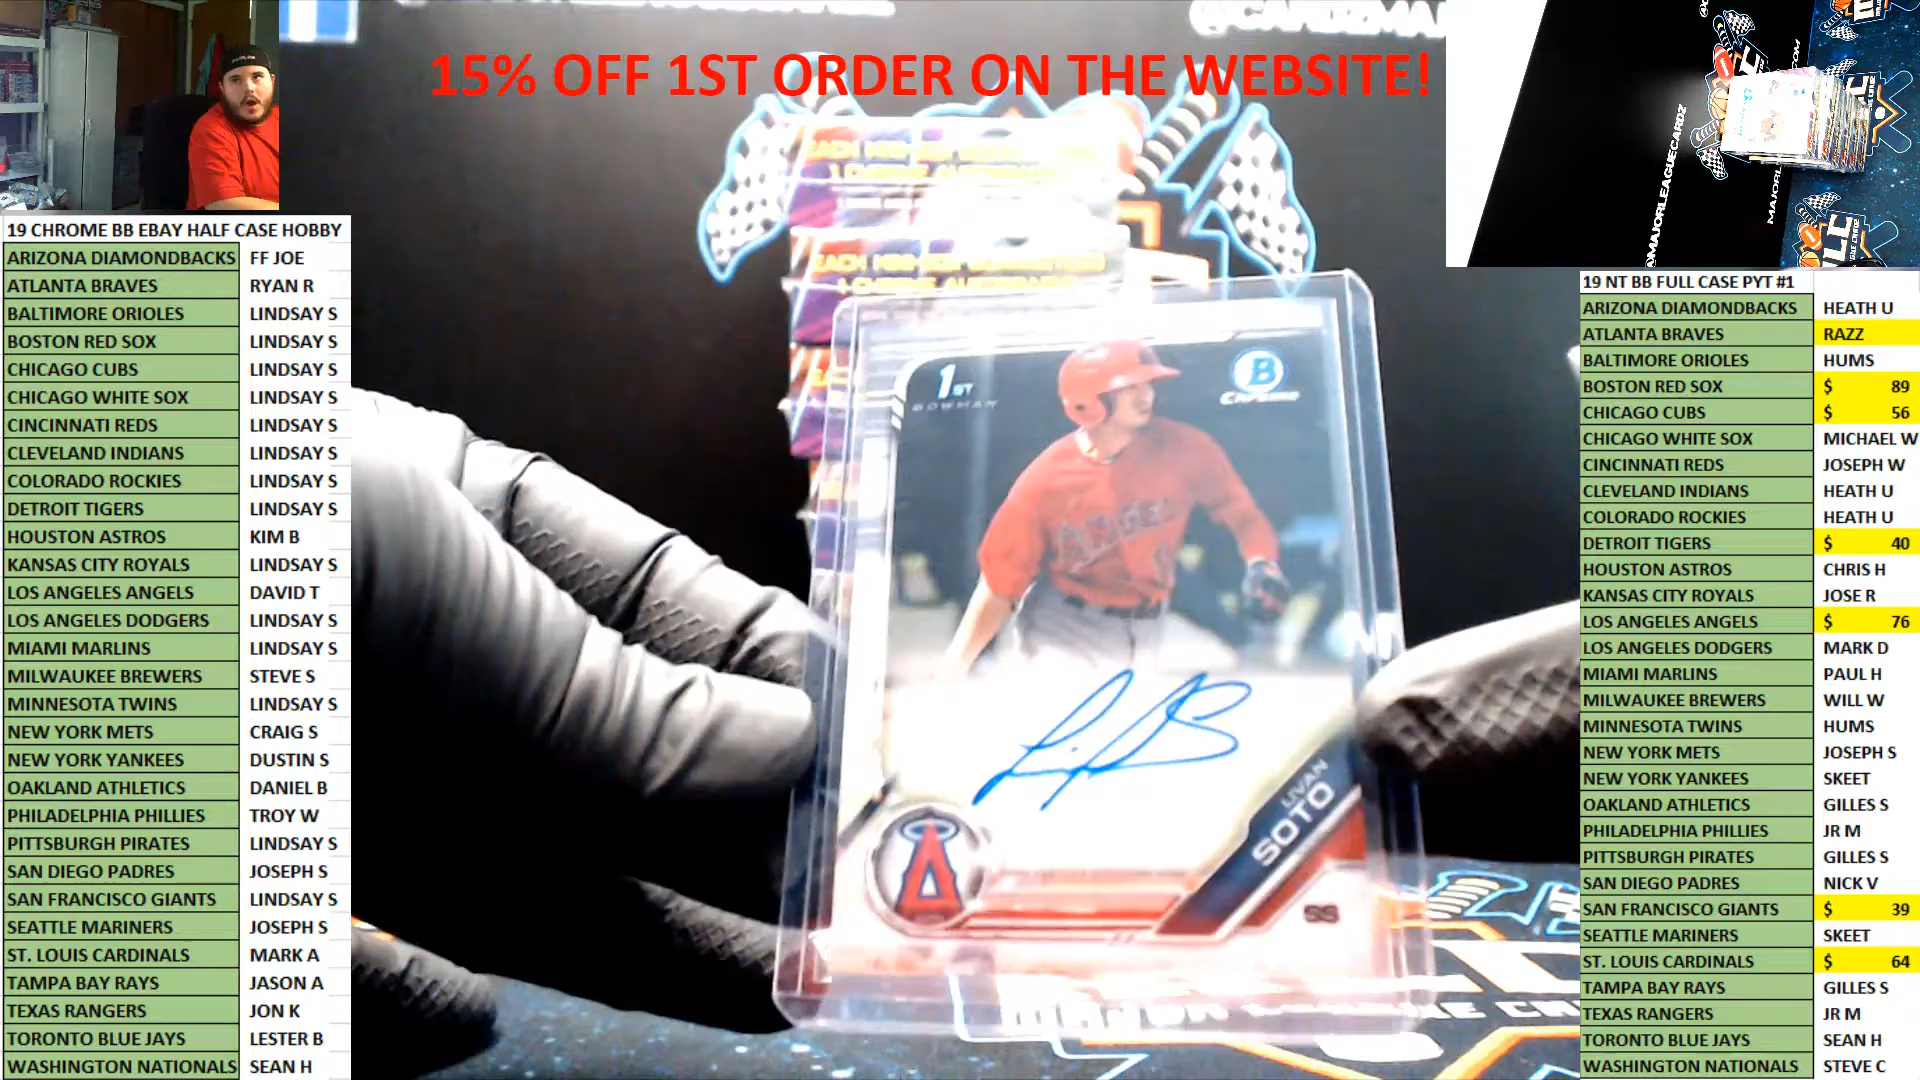 15% OFF 1ST ORDER ON THE WEBSITE!
19 CHROME BB EBAY HALF CASE HOBBY
ARIZONA DIAMONDBACKS FF JOE
ATLANTA BRAVES RYAN R
BALTIMORE ORIOLES LINDSAY S
BOSTON RED SOX LINDSAY S
CHICAGO CUBS LINDSAY S
CHICAGO WHITE SOX LINDSAY S
CINCINNATI REDS LINDSAY S
CLEVELAND INDIANS LINDSAY S
COLORADO ROCKIES LINDSAY S
DETROIT TIGERS LINDSAY S
HOUSTON ASTROS KIM B
KANSAS CITY ROYALS LINDSAY S
LOS ANGELES ANGELS DAVID T
LOS ANGELES DODGERS LINDSAY S
MIAMI MARLINS LINDSAY S
MILWAUKEE BREWERS STEVE S
MINNESOTA TWINS LINDSAY S
NEW YORK METS CRAIG S
NEW YORK YANKEES DUSTIN S
OAKLAND ATHLETICS DANIEL B
PHILADELPHIA PHILLIES TROY W
PITTSBURGH PIRATES LINDSAY S
SAN DIEGO PADRES JOSEPH S
SAN FRANCISCO GIANTS LINDSAY S
SEATTLE MARINERS JOSEPH S
ST. LOUIS CARDINALS MARK A
TAMPA BAY RAYS JASON A
TEXAS RANGERS JON K
TORONTO BLUE JAYS LESTER B
WASHINGTON NATIONALS SEAN H
1ST
BOWMAN
B
CHROME
ANGELS
LIVAN
SOTO
A
SS
@MAJORLEAGUECARDZ
19 NT BB FULL CASE PYT #1
ARIZONA DIAMONDBACKS HEATH U
ATLANTA BRAVES RAZZ
BALTIMORE ORIOLES HUMS
BOSTON RED SOX $ 89
CHICAGO CUBS $ 56
CHICAGO WHITE SOX MICHAEL W
CINCINNATI REDS JOSEPH W
CLEVELAND INDIANS HEATH U
COLORADO ROCKIES HEATH U
DETROIT TIGERS $ 40
HOUSTON ASTROS CHRIS H
KANSAS CITY ROYALS JOSE R
LOS ANGELES ANGELS $ 76
LOS ANGELES DODGERS MARK D
MIAMI MARLINS PAUL H
MILWAUKEE BREWERS WILL W
MINNESOTA TWINS HUMS
NEW YORK METS JOSEPH S
NEW YORK YANKEES SKEET
OAKLAND ATHLETICS GILLES S
PHILADELPHIA PHILLIES JR M
PITTSBURGH PIRATES GILLES S
SAN DIEGO PADRES NICK V
SAN FRANCISCO GIANTS $ 39
SEATTLE MARINERS SKEET
ST. LOUIS CARDINALS $ 64
TAMPA BAY RAYS GILLES S
TEXAS RANGERS JR M
TORONTO BLUE JAYS SEAN H
WASHINGTON NATIONALS STEVE C